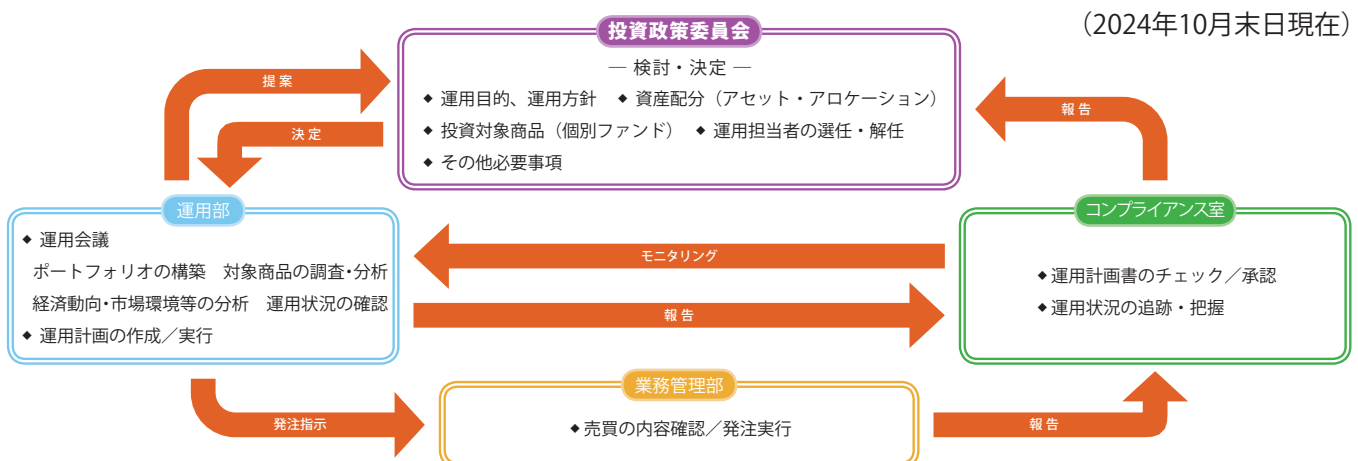 (2024年10月末日現在)
投資政策委員会
― 検討・決定 ―
◆ 運用目的、運用方針 ◆ 資産配分（アセット・アロケーション）
◆ 投資対象商品（個別ファンド） ◆ 運用担当者の選任・解任
◆ その他必要事項
提案
決定
報告
運用部
◆ 運用会議
ポートフォリオの構築 対象商品の調査・分析
経済動向・市場環境等の分析 運用状況の確認
◆ 運用計画の作成／実行
モニタリング
報告
コンプライアンス室
◆運用計画書のチェック／承認
◆運用状況の追跡・把握
発注指示
業務管理部
◆売買の内容確認／発注実行
報告